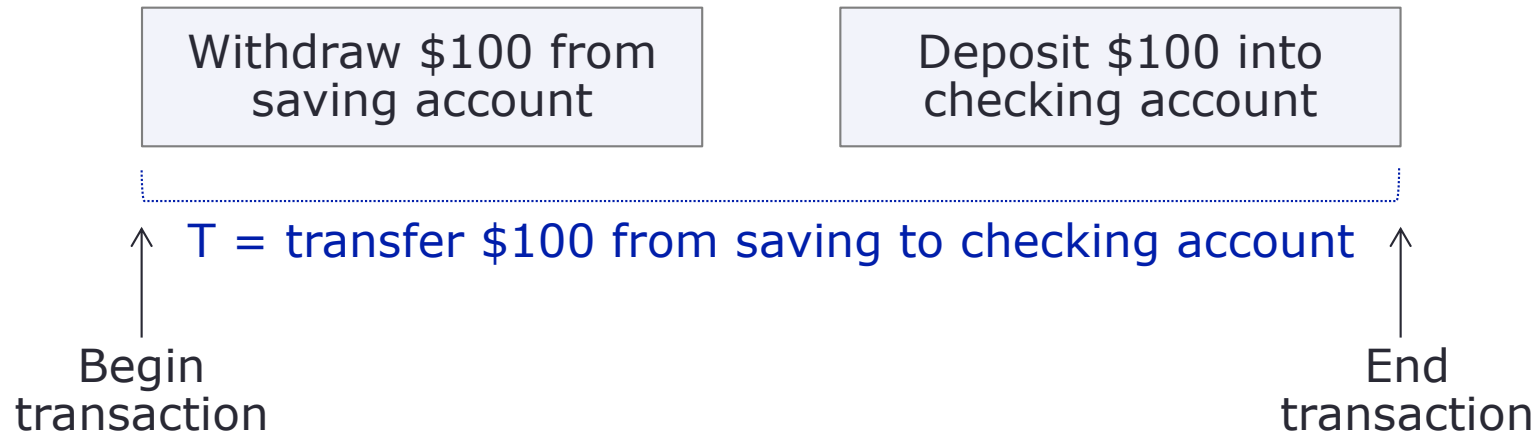 Withdraw $100 from
saving account
Deposit $100 into
checking account
T = transfer $100 from saving to checking account
Begin
transaction
End
transaction